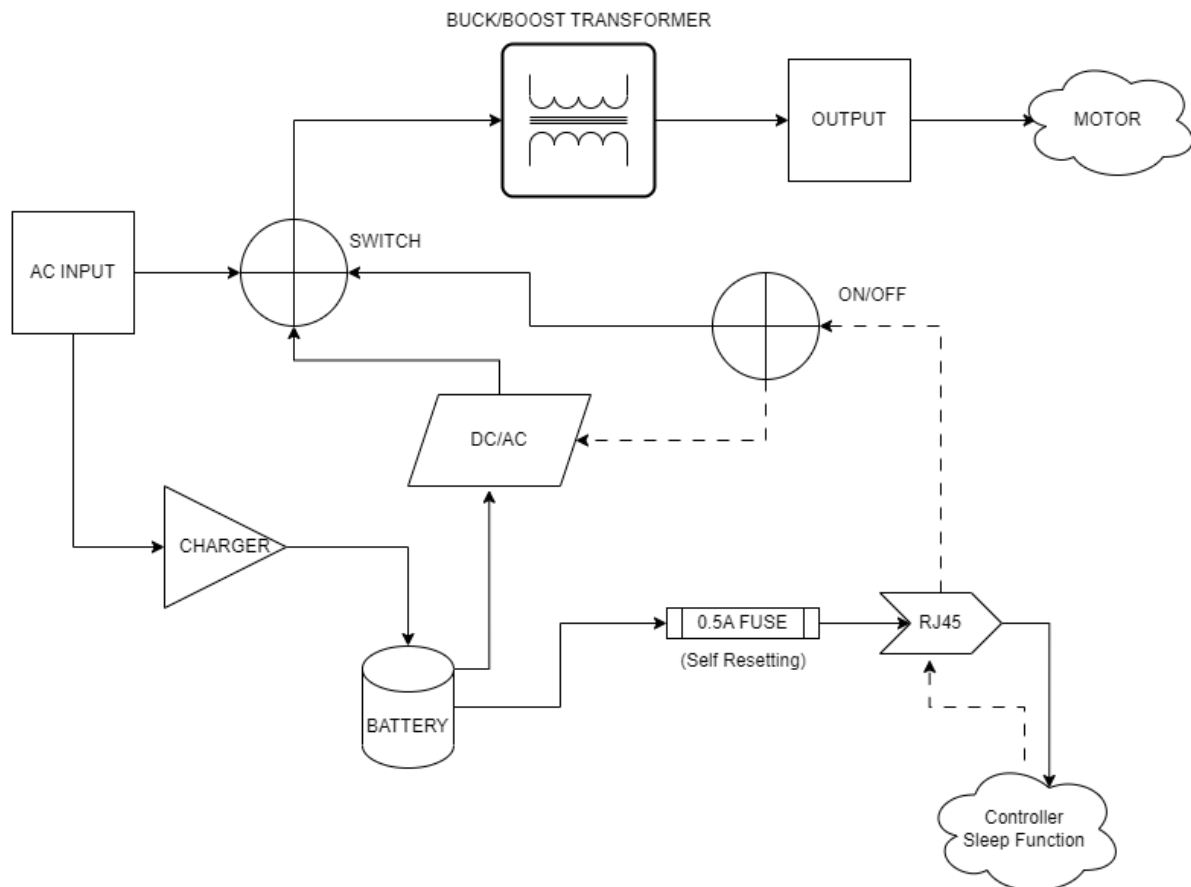 BUCK/BOOST TRANSFORMER
OUTPUT
MOTOR
SWITCH
AC INPUT
ON/OFF
DC/AC
CHARGER
0.5A FUSE
RJ45
(Self Resetting)
BATTERY
Controller
Sleep Function